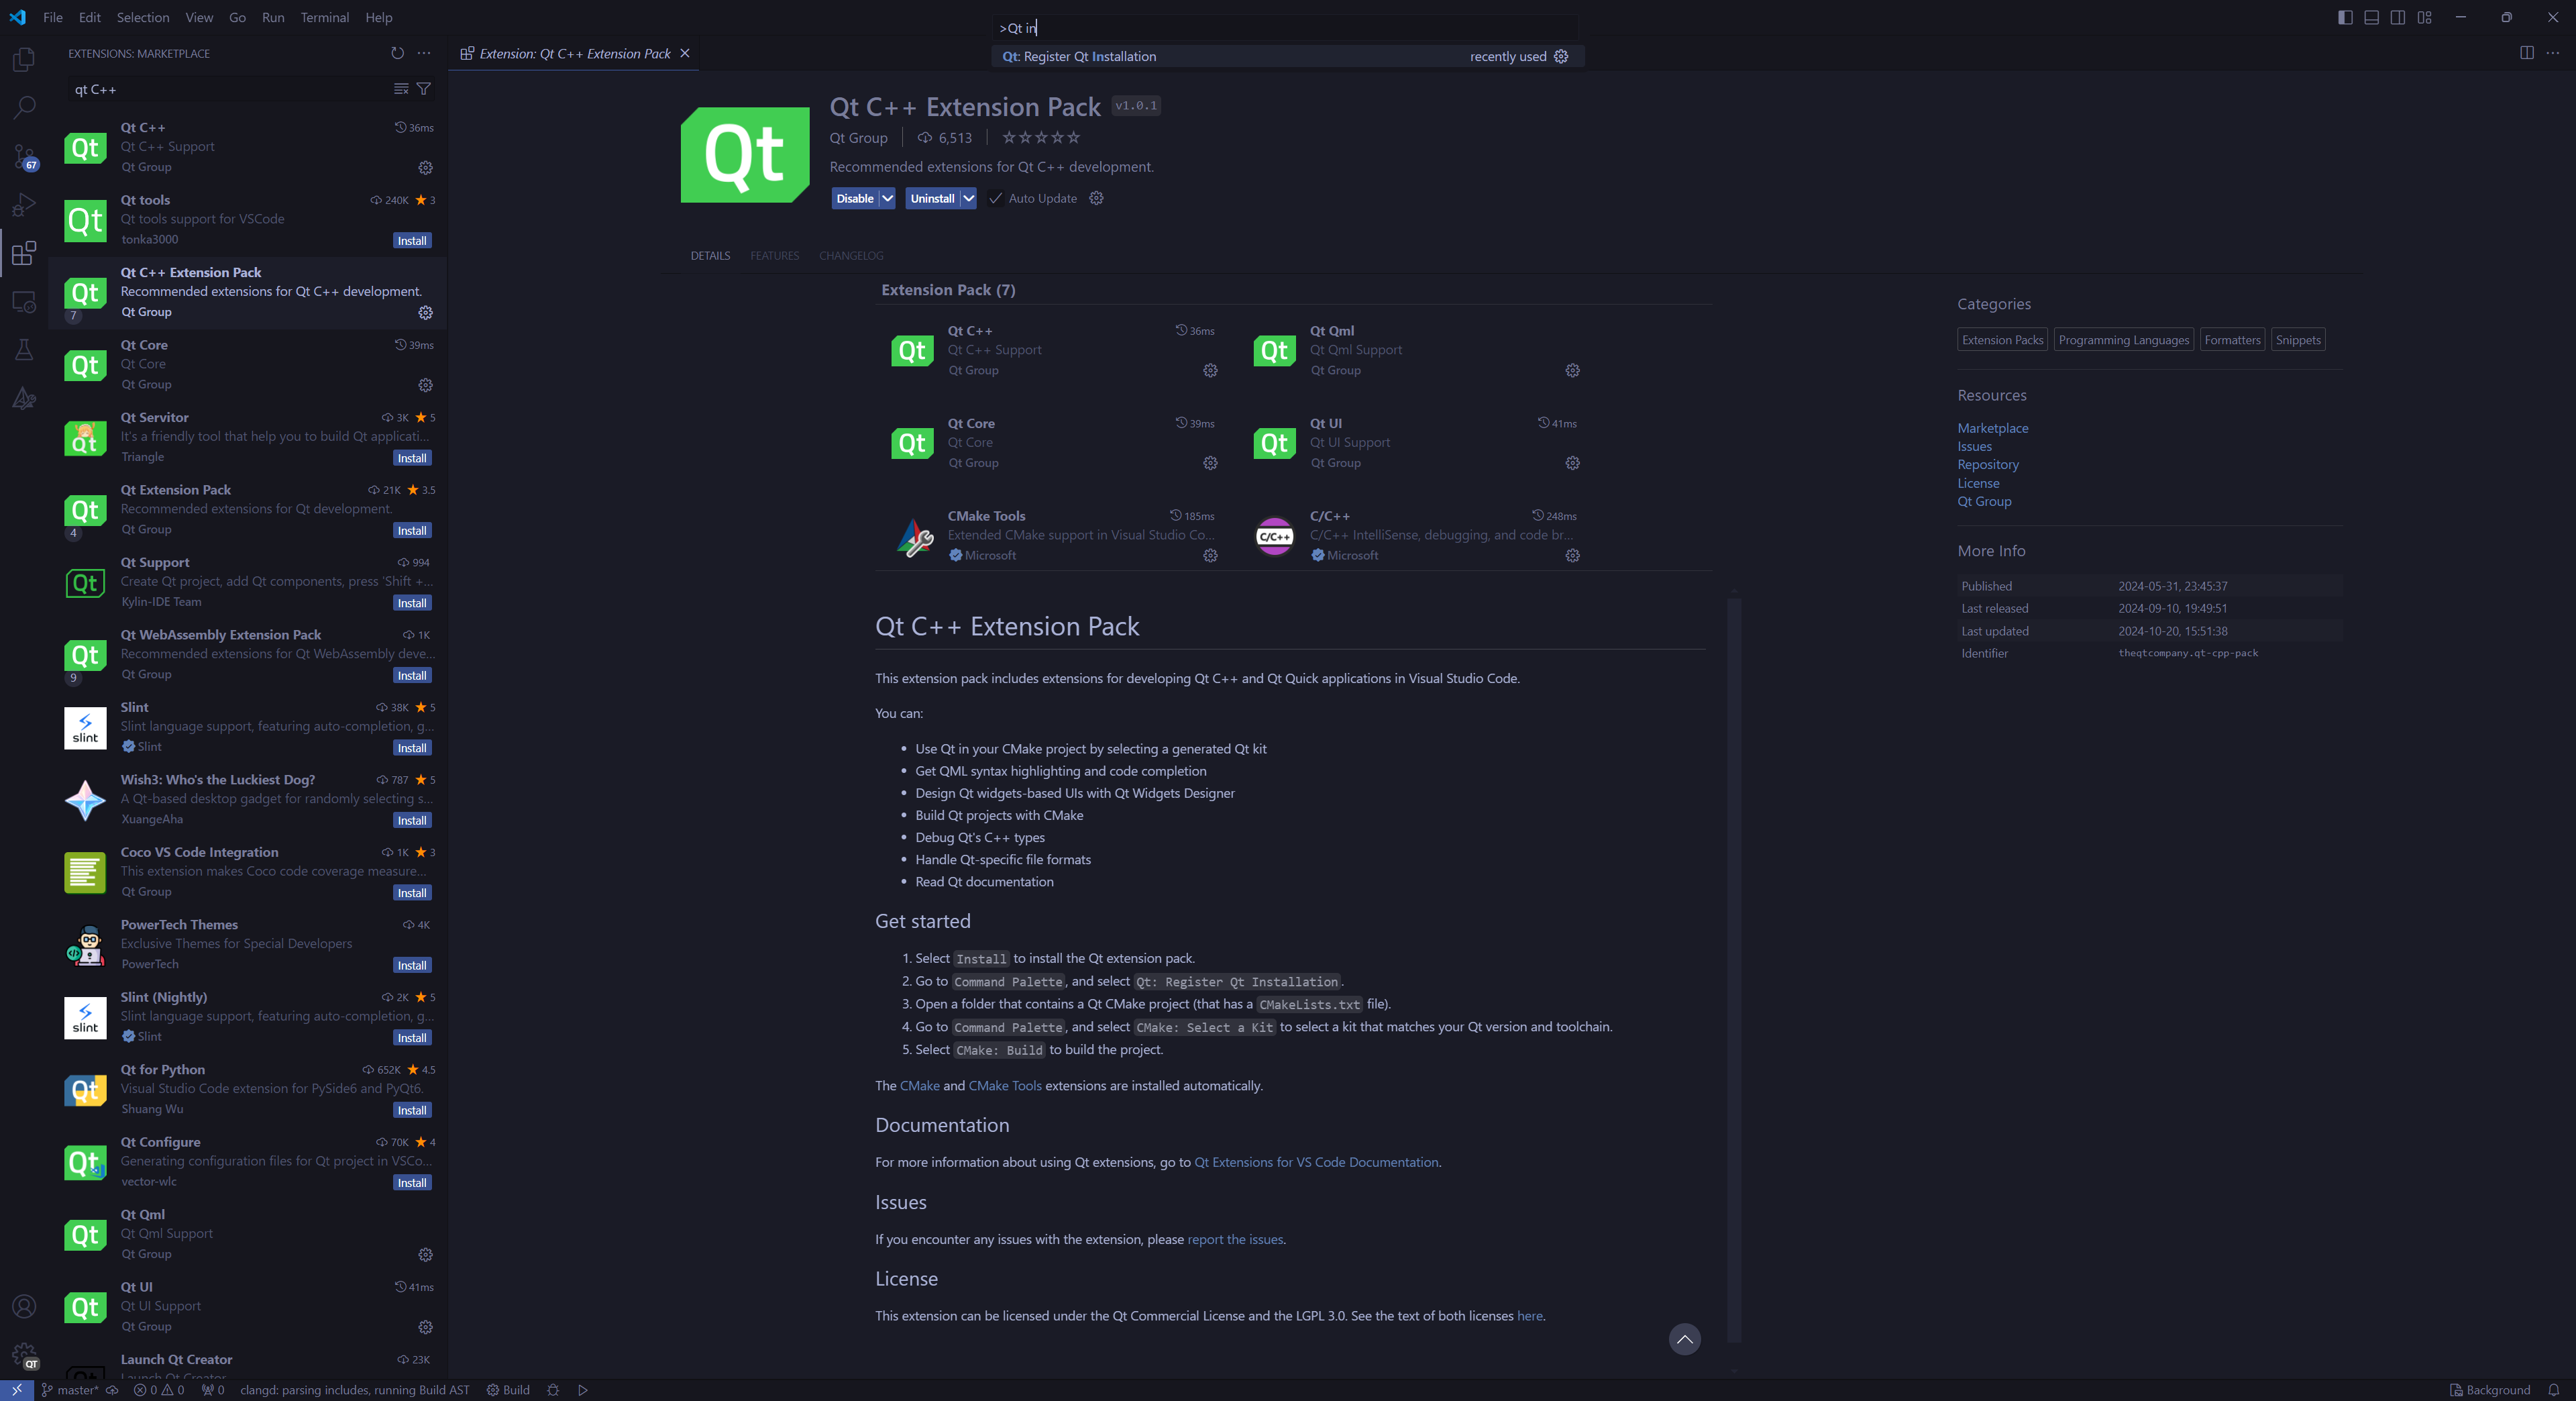 File Edit Selection View Go Run Terminal Help
>Qt in
Qt: Register Qt Installation recently used
EXTENSIONS: MARKETPLACE
Extension: Qt C++ Extension Pack
qt C++
67
Qt C++ 36ms
Qt C++ Support
Qt Group
Qt tools 240K 3
Qt tools support for VSCode
tonka3000 Install
Qt C++ Extension Pack
Recommended extensions for Qt C++ development.
7 Qt Group
Qt Core 39ms
Qt Core
Qt Group
Qt Servitor 3K 5
It's a friendly tool that help you to build Qt applicati...
Triangle Install
Qt Extension Pack 21K 3.5
Recommended extensions for Qt development.
4 Qt Group Install
Qt Support 994
Create Qt project, add Qt components, press 'Shift +...
Kylin-IDE Team Install
Qt WebAssembly Extension Pack 1K
Recommended extensions for Qt WebAssembly deve...
9 Qt Group Install
Slint 38K 5
Slint language support, featuring auto-completion, g...
slint Slint Install
Wish3: Who's the Luckiest Dog? 787 5
A Qt-based desktop gadget for randomly selecting s...
XuangeAha Install
Coco VS Code Integration 1K 3
This extension makes Coco code coverage measure...
Qt Group Install
PowerTech Themes 4K
Exclusive Themes for Special Developers
PowerTech Install
Slint (Nightly) 2K 5
Slint language support, featuring auto-completion, g...
slint Slint Install
Qt for Python 652K 4.5
Visual Studio Code extension for PySide6 and PyQt6.
Shuang Wu Install
Qt Configure 70K 4
Generating configuration files for Qt project in VSCo...
vector-wlc Install
Qt Qml
Qt Qml Support
Qt Group
Qt UI 41ms
Qt UI Support
Qt Group
Launch Qt Creator 23K
Launch Qt Creator
QT
Qt
Qt C++ Extension Pack v1.0.1
Qt Group 6,513
Recommended extensions for Qt C++ development.
Disable Uninstall Auto Update
DETAILS FEATURES CHANGELOG
Extension Pack (7)
Qt C++ 36ms
Qt C++ Support
Qt Group
Qt Qml
Qt Qml Support
Qt Group
Qt Core 39ms
Qt Core
Qt Group
Qt UI 41ms
Qt UI Support
Qt Group
CMake Tools 185ms
Extended CMake support in Visual Studio Co...
Microsoft
C/C++ 248ms
C/C++ IntelliSense, debugging, and code br...
C/C++ Microsoft
Qt C++ Extension Pack
This extension pack includes extensions for developing Qt C++ and Qt Quick applications in Visual Studio Code.
You can:
• Use Qt in your CMake project by selecting a generated Qt kit
• Get QML syntax highlighting and code completion
• Design Qt widgets-based UIs with Qt Widgets Designer
• Build Qt projects with CMake
• Debug Qt's C++ types
• Handle Qt-specific file formats
• Read Qt documentation
Get started
1. Select Install to install the Qt extension pack.
2. Go to Command Palette, and select Qt: Register Qt Installation.
3. Open a folder that contains a Qt CMake project (that has a CMakeLists.txt file).
4. Go to Command Palette, and select CMake: Select a Kit to select a kit that matches your Qt version and toolchain.
5. Select CMake: Build to build the project.
The CMake and CMake Tools extensions are installed automatically.
Documentation
For more information about using Qt extensions, go to Qt Extensions for VS Code Documentation.
Issues
If you encounter any issues with the extension, please report the issues.
License
This extension can be licensed under the Qt Commercial License and the LGPL 3.0. See the text of both licenses here.
Categories
Extension Packs Programming Languages Formatters Snippets
Resources
Marketplace
Issues
Repository
License
Qt Group
More Info
Published 2024-05-31, 23:45:37
Last released 2024-09-10, 19:49:51
Last updated 2024-10-20, 15:51:38
Identifier theqtcompany.qt-cpp-pack
master* 0 0 0 clangd: parsing includes, running Build AST Build Background